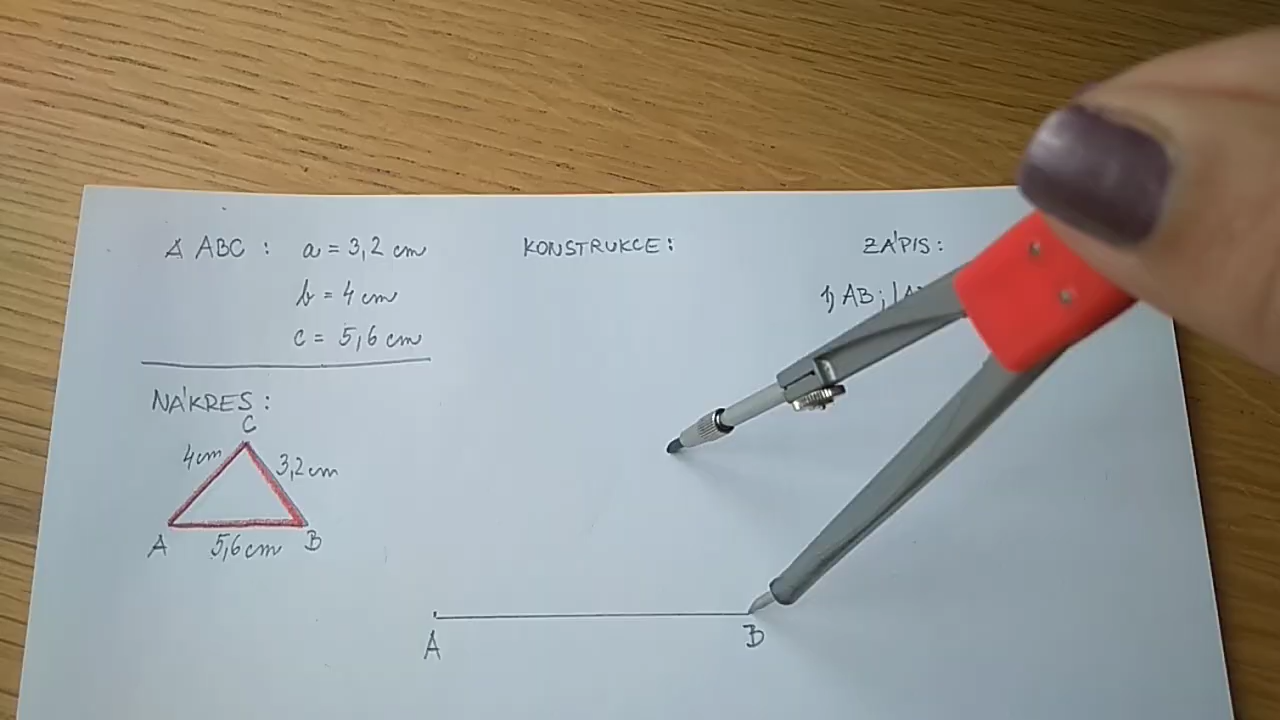 ∆ ABC : a = 3,2 cm
b = 4 cm
c = 5,6 cm
NÁKRES:
C
4cm
3,2cm
A
5,6cm
B
KONSTRUKCE:
A
B
ZÁPIS:
1) AB; |A